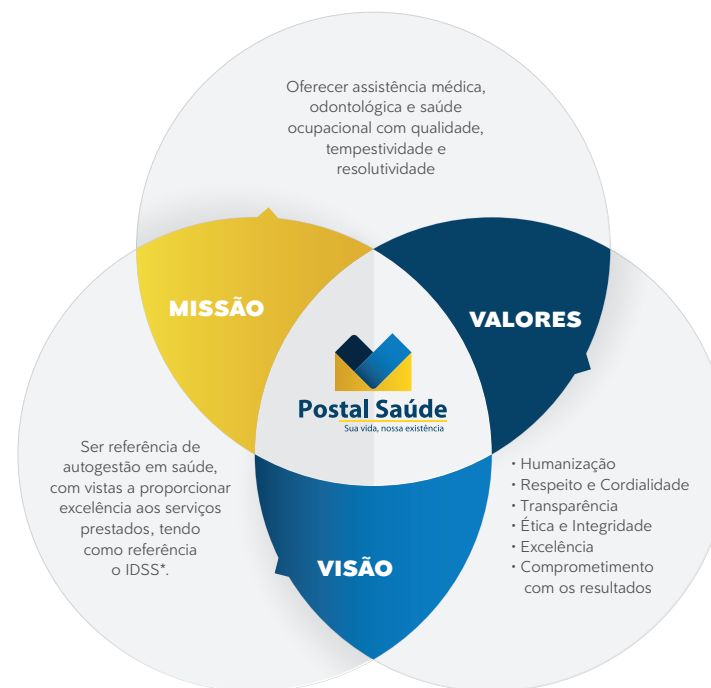 Oferecer assistência médica,
odontológica e saúde
ocupacional com qualidade,
tempestividade e
resolutividade
MISSÃO
VALORES
Postal Saúde
Sua vida, nossa existência
Ser referência de
autogestão em saúde,
com vistas a proporcionar
excelência aos serviços
prestados, tendo
como referência
o IDSS*.
• Humanização
• Respeito e Cordialidade
• Transparência
• Ética e Integridade
• Excelência
• Comprometimento
com os resultados
VISÃO